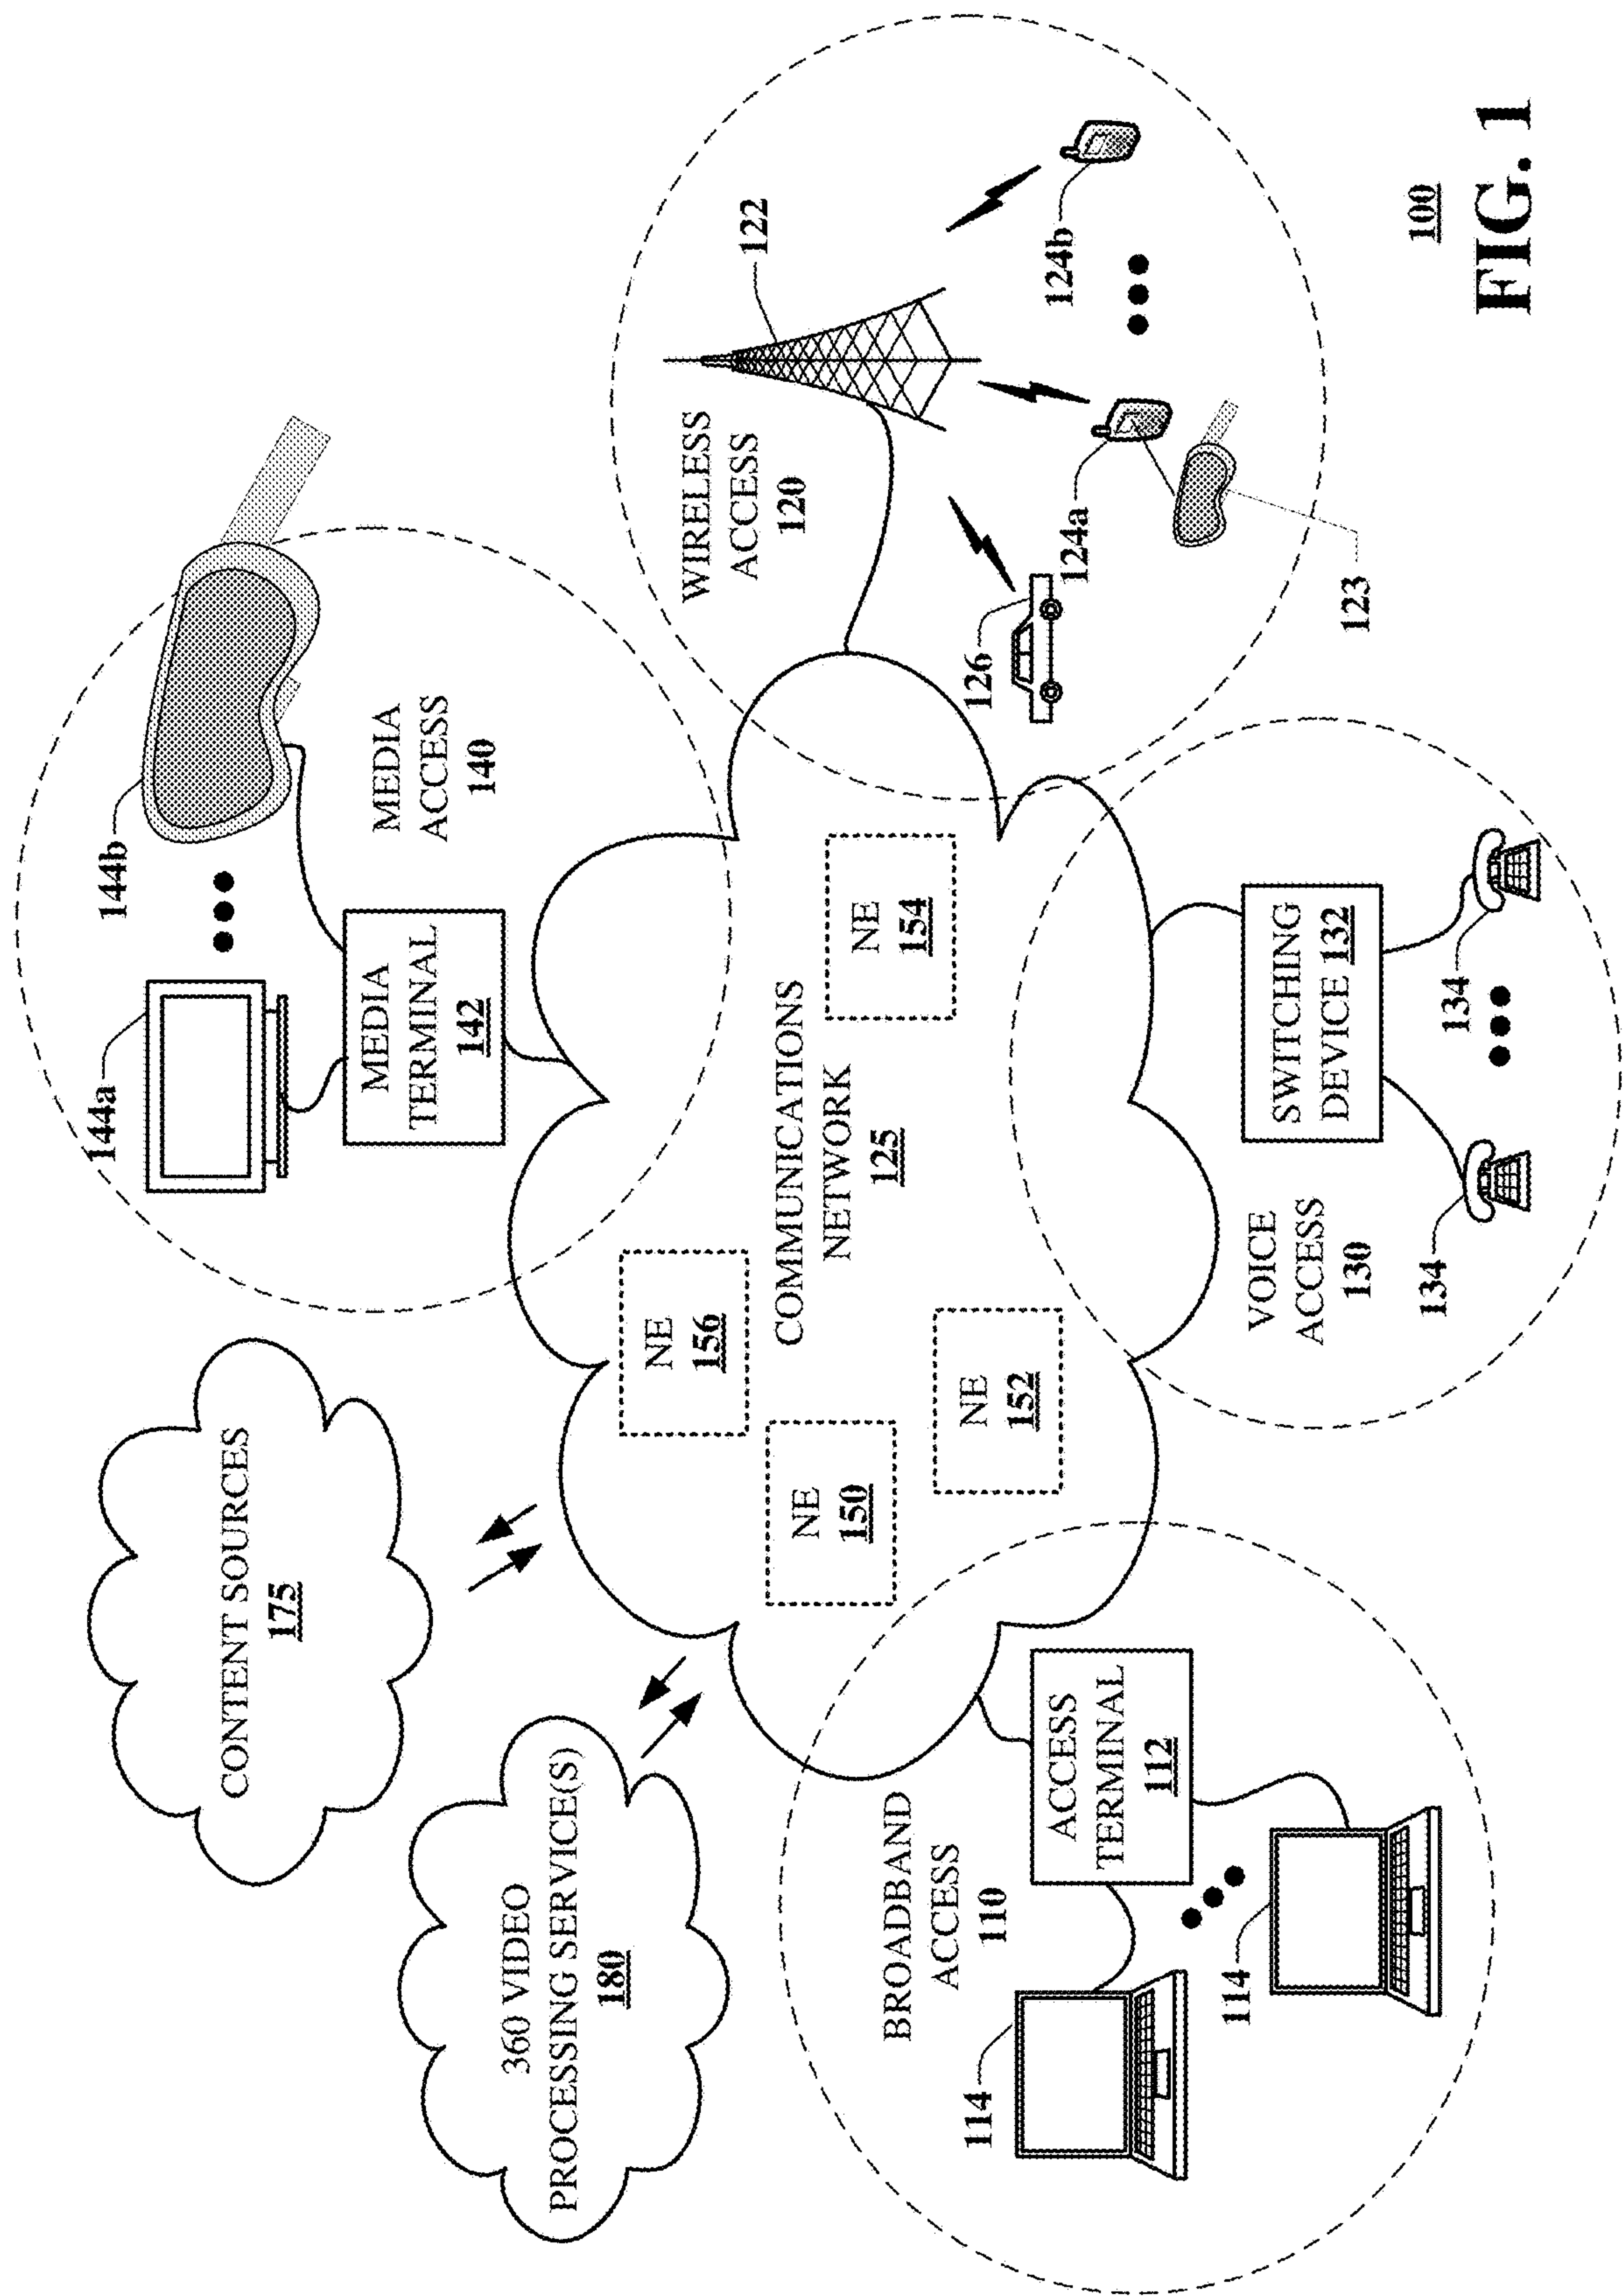 CONTENT SOURCES
175
360 VIDEO
PROCESSING SERVICE(S)
180
144a
144b
MEDIA
TERMINAL
142
MEDIA
ACCESS
140
WIRELESS
ACCESS
120
122
124b
124a
126
123
NE
156
NE
150
NE
152
NE
154
COMMUNICATIONS
NETWORK
125
BROADBAND
ACCESS
110
ACCESS
TERMINAL
112
114
114
VOICE
ACCESS
130
SWITCHING
DEVICE 132
134
134
100
FIG. 1